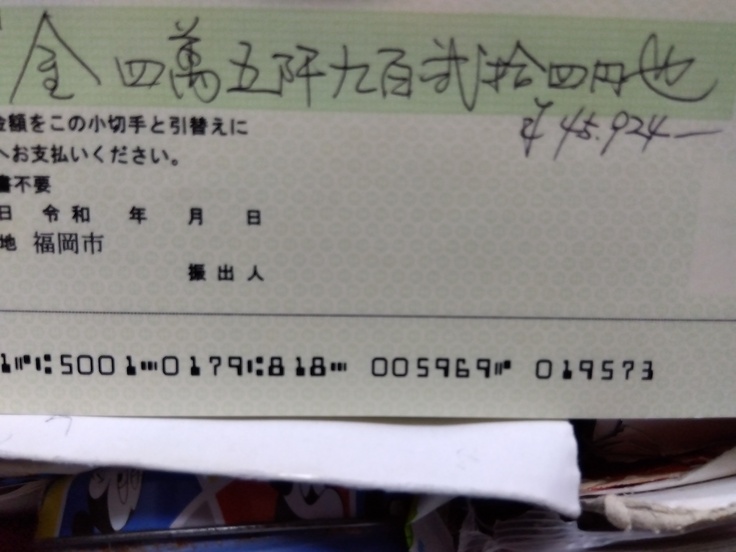 金四萬五阡九百弐拾四円也
¥45.924—
金額をこの小切手と引替えに
へお支払いください。
書不要
日 令和 年 月 日
地 福岡市
振出人
5001 0179 818 005969 019573